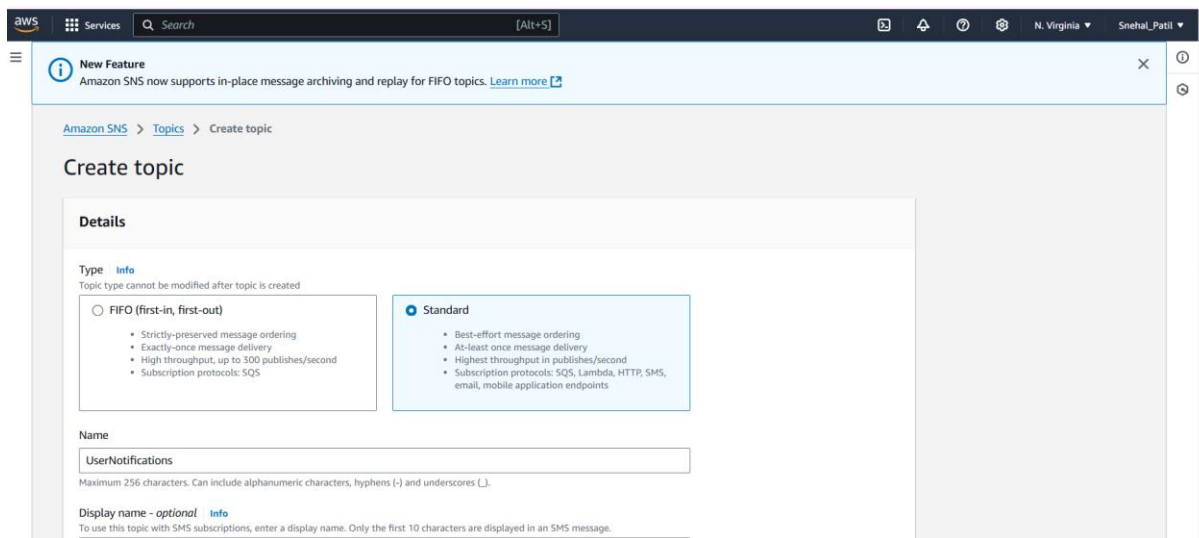 aws
Services
Search
[Alt+S]
N. Virginia
Snehal_Patil
New Feature
Amazon SNS now supports in-place message archiving and replay for FIFO topics. Learn more
Amazon SNS > Topics > Create topic
Create topic
Details
Type Info
Topic type cannot be modified after topic is created
FIFO (first-in, first-out)
• Strictly-preserved message ordering
• Exactly-once message delivery
• High throughput, up to 300 publishes/second
• Subscription protocols: SQS
Standard
• Best-effort message ordering
• At-least once message delivery
• Highest throughput in publishes/second
• Subscription protocols: SQS, Lambda, HTTP, SMS,
email, mobile application endpoints
Name
UserNotifications
Maximum 256 characters. Can include alphanumeric characters, hyphens (-) and underscores (_).
Display name - optional Info
To use this topic with SMS subscriptions, enter a display name. Only the first 10 characters are displayed in an SMS message.